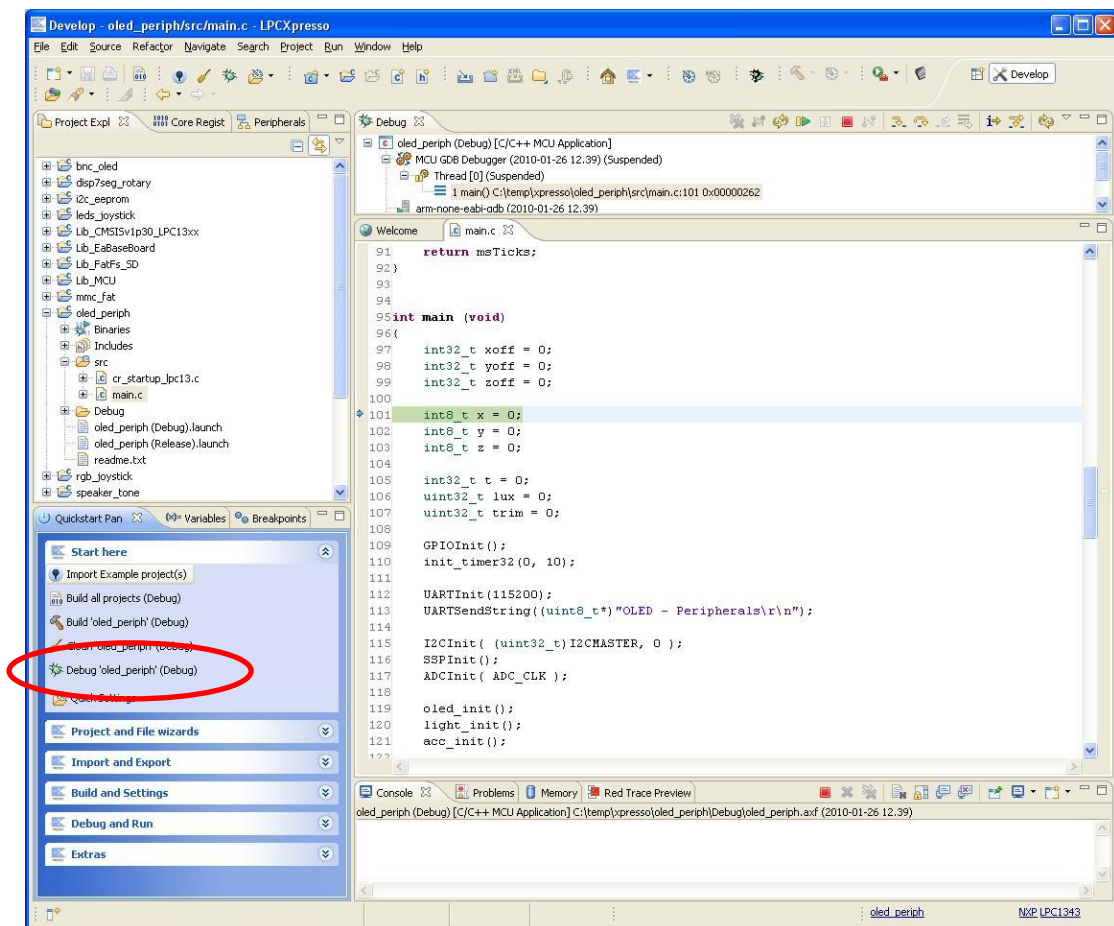 Develop - oled_periph/src/main.c - LPCXpresso
File Edit Source Refactor Navigate Search Project Run Window Help
Develop
Project Expl Core Regist Peripherals
bnc_oled
disp7seg_rotary
i2c_eeprom
leds_joystick
Lib_CMSISv1p30_LPC13xx
Lib_EaBaseBoard
Lib_FatFs_SD
Lib_MCU
mmc_fat
oled_periph
Binaries
Includes
src
cr_startup_lpc13.c
main.c
Debug
oled_periph (Debug).launch
oled_periph (Release).launch
readme.txt
rgb_joystick
speaker_tone
Quickstart Pan Variables Breakpoints
Start here
Import Example project(s)
Build all projects (Debug)
Build 'oled_periph' (Debug)
Clean 'oled_periph' (Debug)
Debug 'oled_periph' (Debug)
Quick Settings
Project and File wizards
Import and Export
Build and Settings
Debug and Run
Extras
Debug
oled_periph (Debug) [C/C++ MCU Application]
MCU GDB Debugger (2010-01-26 12.39) (Suspended)
Thread [0] (Suspended)
1 main() C:\temp\xpresso\oled_periph\src\main.c:101 0x00000262
arm-none-eabi-gdb (2010-01-26 12.39)
Welcome main.c
91 return msTicks;
92 }
93
94
95 int main (void)
96 {
97 int32_t xoff = 0;
98 int32_t yoff = 0;
99 int32_t zoff = 0;
100
101 int8_t x = 0;
102 int8_t y = 0;
103 int8_t z = 0;
104
105 int32_t t = 0;
106 uint32_t lux = 0;
107 uint32_t trim = 0;
108
109 GPIOInit();
110 init_timer32(0, 10);
111
112 UARTInit(115200);
113 UARTSendString((uint8_t*)"OLED - Peripherals\r\n");
114
115 I2CInit( (uint32_t)I2CMASTER, 0 );
116 SSPInit();
117 ADCInit( ADC_CLK );
118
119 oled_init();
120 light_init();
121 acc_init();
122
Console Problems Memory Red Trace Preview
oled_periph (Debug) [C/C++ MCU Application] C:\temp\xpresso\oled_periph\Debug\oled_periph.axf (2010-01-26 12.39)
oled_periph NXP LPC1343